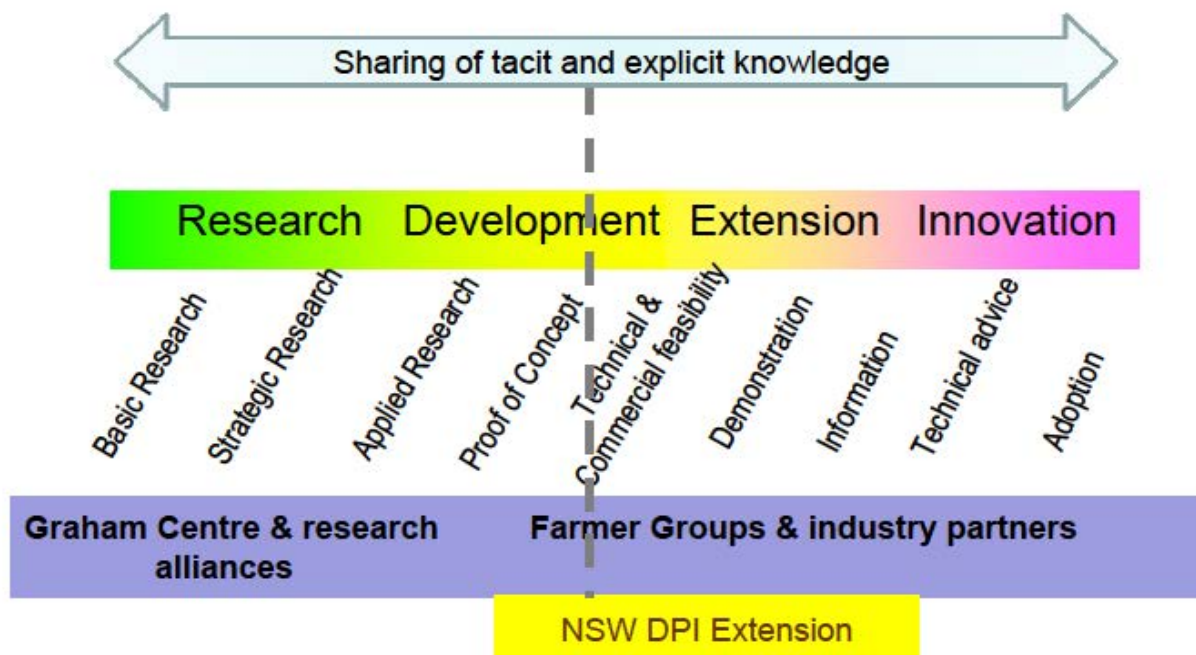 Sharing of tacit and explicit knowledge
Research Development Extension Innovation
Basic Research
Strategic Research
Applied Research
Proof of Concept
Technical &
Commercial feasibility
Demonstration
Information
Technical advice
Adoption
Graham Centre & research
alliances
Farmer Groups & industry partners
NSW DPI Extension